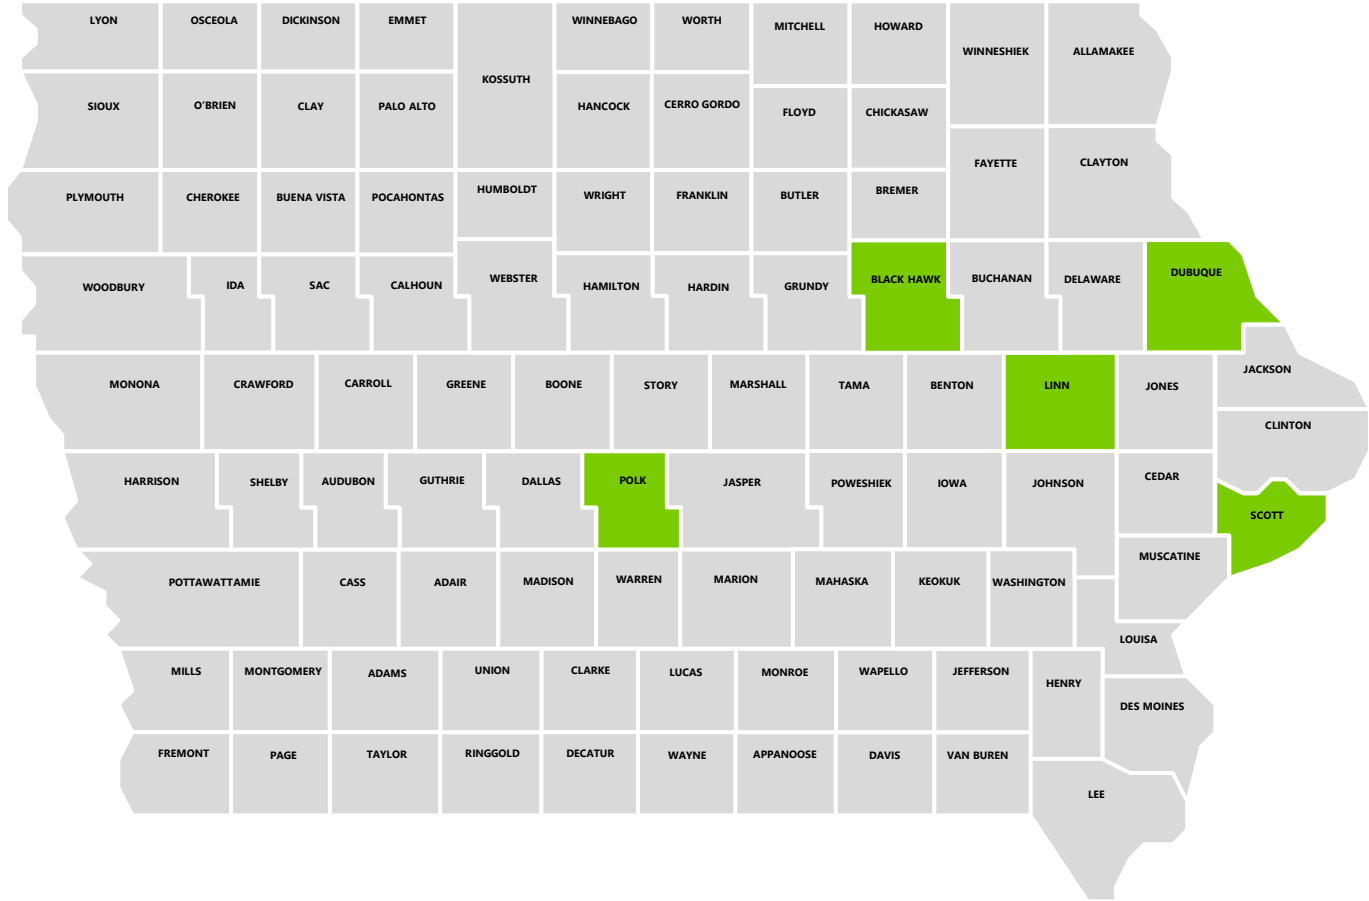 LYON
OSCEOLA
DICKINSON
EMMET
KOSSUTH
WINNEBAGO
WORTH
MITCHELL
HOWARD
WINNESHIEK
ALLAMAKEE
SIOUX
O'BRIEN
CLAY
PALO ALTO
HANCOCK
CERRO GORDO
FLOYD
CHICKASAW
FAYETTE
CLAYTON
PLYMOUTH
CHEROKEE
BUENA VISTA
POCAHONTAS
HUMBOLDT
WRIGHT
FRANKLIN
BUTLER
BREMER
WOODBURY
IDA
SAC
CALHOUN
WEBSTER
HAMILTON
HARDIN
GRUNDY
BLACK HAWK
BUCHANAN
DELAWARE
DUBUQUE
MONONA
CRAWFORD
CARROLL
GREENE
BOONE
STORY
MARSHALL
TAMA
BENTON
LINN
JONES
JACKSON
CLINTON
HARRISON
SHELBY
AUDUBON
GUTHRIE
DALLAS
POLK
JASPER
POWESHIEK
IOWA
JOHNSON
CEDAR
SCOTT
MUSCATINE
POTTAWATTAMIE
CASS
ADAIR
MADISON
WARREN
MARION
MAHASKA
KEOKUK
WASHINGTON
LOUISA
MILLS
MONTGOMERY
ADAMS
UNION
CLARKE
LUCAS
MONROE
WAPELLO
JEFFERSON
HENRY
DES MOINES
FREMONT
PAGE
TAYLOR
RINGGOLD
DECATUR
WAYNE
APPANOOSE
DAVIS
VAN BUREN
LEE